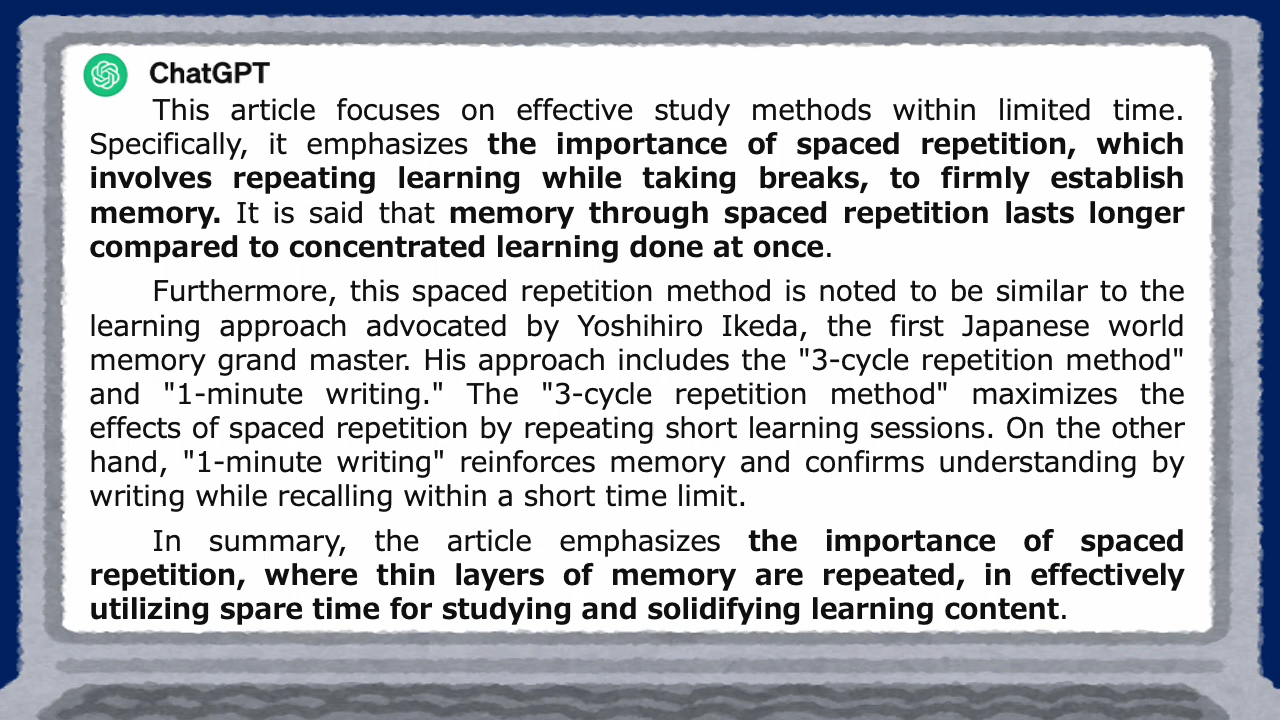 ChatGPT
This article focuses on effective study methods within limited time.
Specifically, it emphasizes the importance of spaced repetition, which
involves repeating learning while taking breaks, to firmly establish
memory. It is said that memory through spaced repetition lasts longer
compared to concentrated learning done at once.
Furthermore, this spaced repetition method is noted to be similar to the
learning approach advocated by Yoshihiro Ikeda, the first Japanese world
memory grand master. His approach includes the "3-cycle repetition method"
and "1-minute writing." The "3-cycle repetition method" maximizes the
effects of spaced repetition by repeating short learning sessions. On the other
hand, "1-minute writing" reinforces memory and confirms understanding by
writing while recalling within a short time limit.
In summary, the article emphasizes the importance of spaced
repetition, where thin layers of memory are repeated, in effectively
utilizing spare time for studying and solidifying learning content.